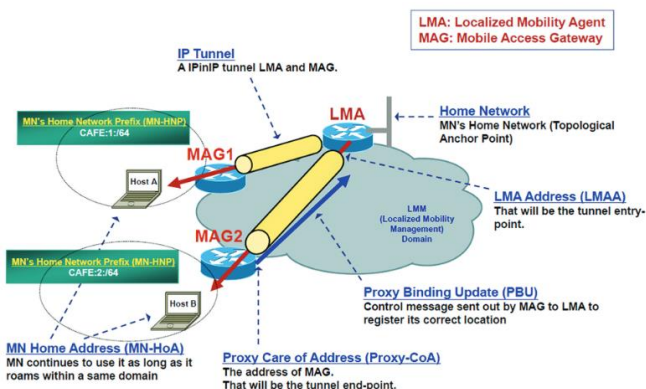 LMA: Localized Mobility Agent
MAG: Mobile Access Gateway
IP Tunnel
A IPinIP tunnel LMA and MAG.
LMA
Home Network
MN's Home Network (Topological
Anchor Point)
MN's Home Network Prefix (MN-HNP)
CAFE:1:/64
MAG1
Host A
LMA Address (LMAA)
That will be the tunnel entry-
point.
LMM
(Localized Mobility
Management)
Domain
MAG2
MN's Home Network Prefix (MN-HNP)
CAFE:2:/64
Host B
Proxy Binding Update (PBU)
Control message sent out by MAG to LMA to
register its correct location
MN Home Address (MN-HoA)
MN continues to use it as long as it
roams within a same domain
Proxy Care of Address (Proxy-CoA)
The address of MAG.
That will be the tunnel end-point.